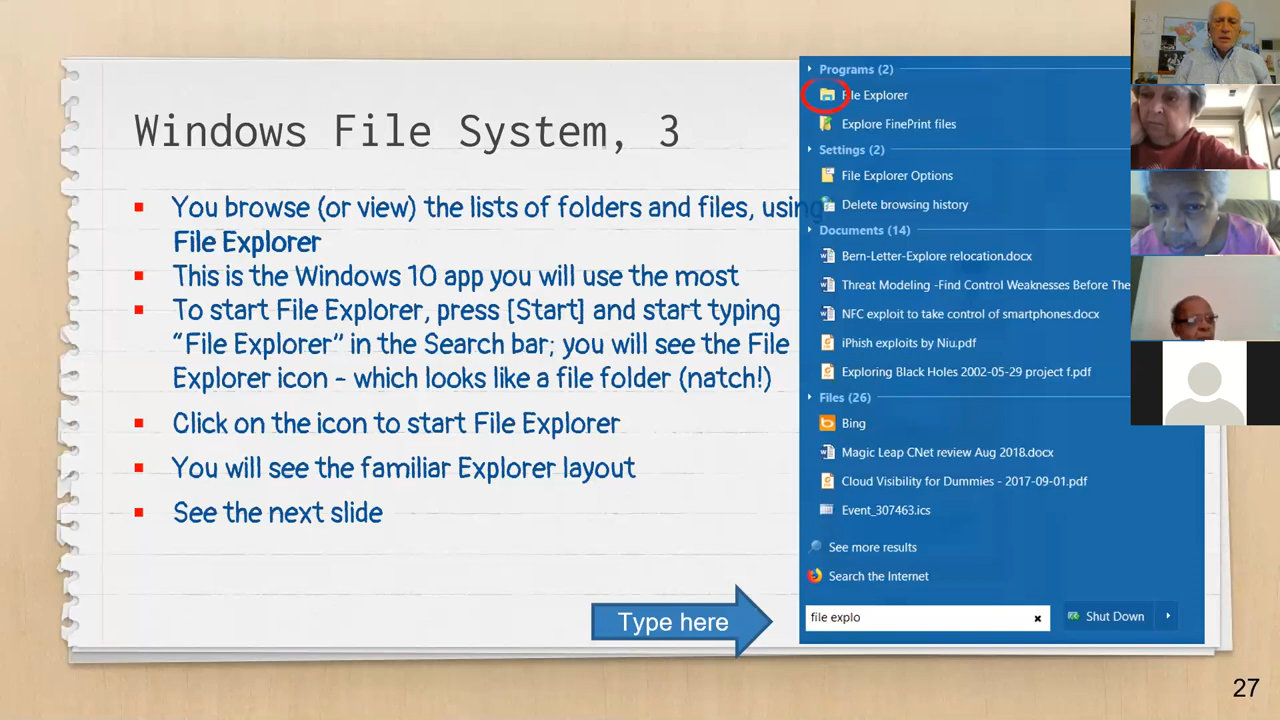 Windows File System, 3
You browse (or view) the lists of folders and files, using
File Explorer
This is the Windows 10 app you will use the most
To start File Explorer, press [Start] and start typing
“File Explorer” in the Search bar; you will see the File
Explorer icon - which looks like a file folder (natch!)
Click on the icon to start File Explorer
You will see the familiar Explorer layout
See the next slide
Type here
Programs (2)
File Explorer
Explore FinePrint files
Settings (2)
File Explorer Options
Delete browsing history
Documents (14)
Bern-Letter-Explore relocation.docx
Threat Modeling -Find Control Weaknesses Before The
NFC exploit to take control of smartphones.docx
iPhish exploits by Niu.pdf
Exploring Black Holes 2002-05-29 project f.pdf
Files (26)
Bing
Magic Leap CNet review Aug 2018.docx
Cloud Visibility for Dummies - 2017-09-01.pdf
Event_307463.ics
See more results
Search the Internet
file explo
Shut Down
27